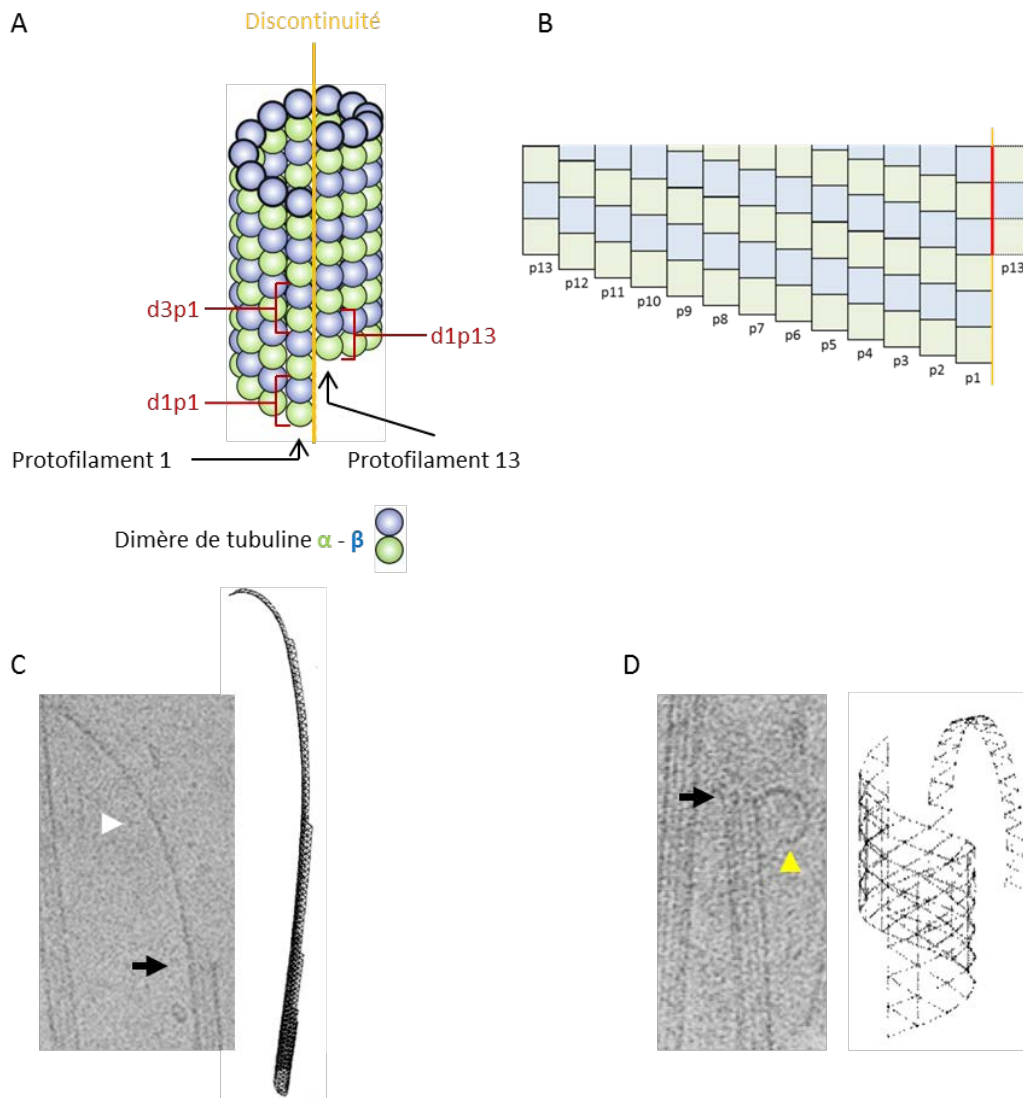 A
Discontinuité
B
d3p1
d1p13
d1p1
Protofilament 1
Protofilament 13
p13
p12
p11
p10
p9
p8
p7
p6
p5
p4
p3
p2
p1
p13
Dimère de tubuline α - β
C
D